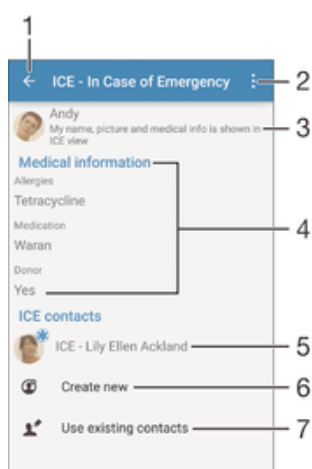 1
ICE - In Case of Emergency
2
Andy
My name, picture and medical info is shown in
ICE view
3
Medical information
Allergies
Tetracycline
Medication
Waran
Donor
Yes
4
ICE contacts
ICE - Lily Ellen Ackland
5
Create new
6
Use existing contacts
7